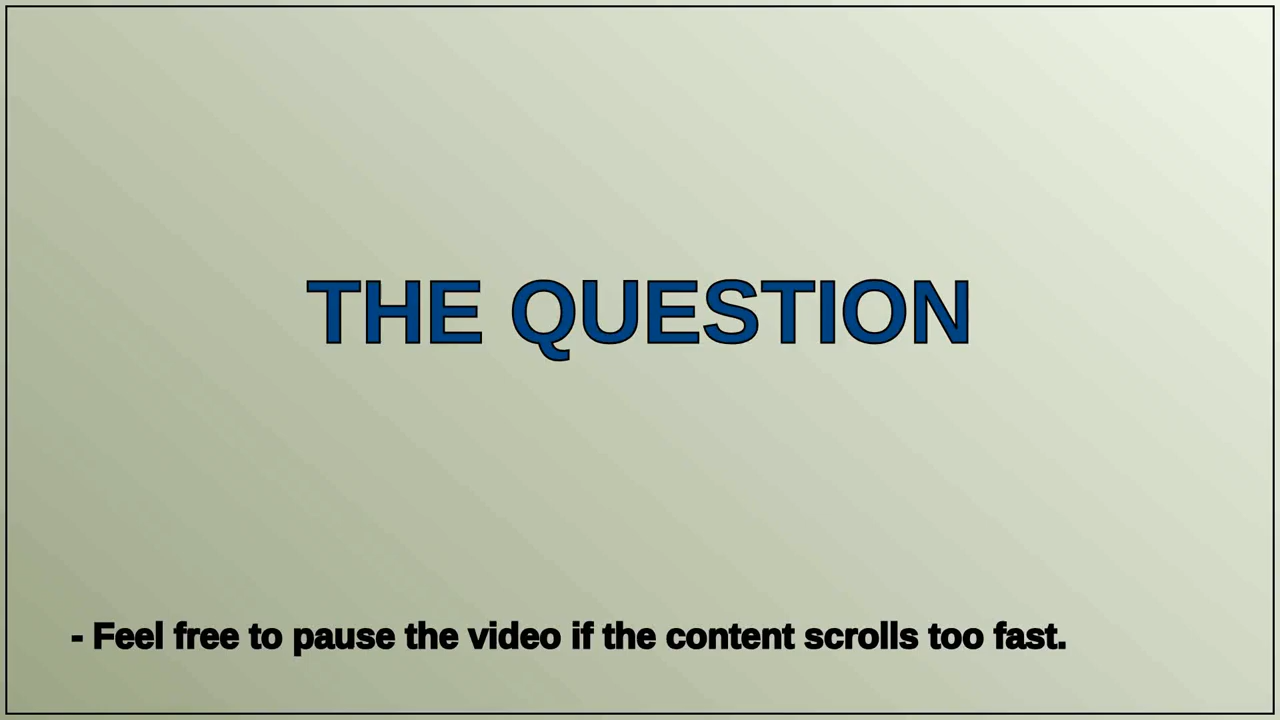 THE QUESTION
- Feel free to pause the video if the content scrolls too fast.